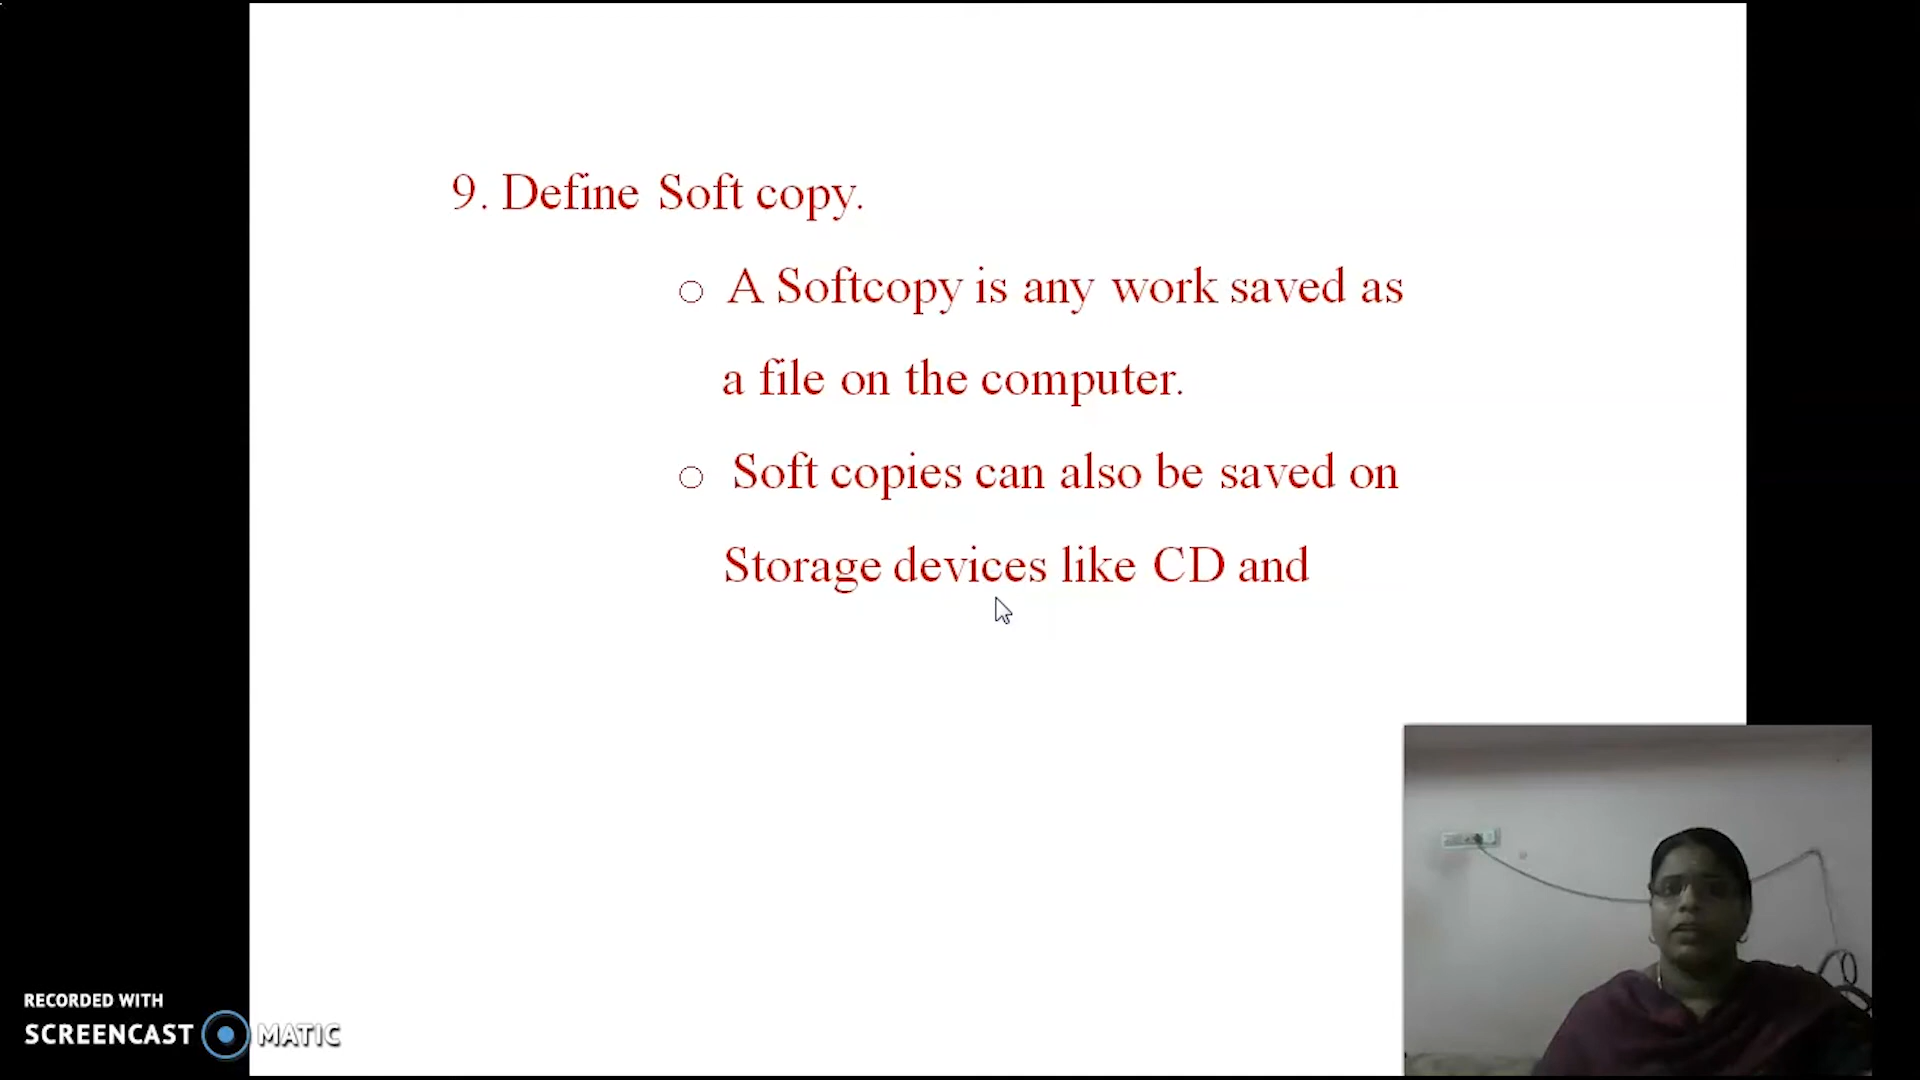 9. Define Soft copy.
○ A Softcopy is any work saved as
a file on the computer.
○ Soft copies can also be saved on
Storage devices like CD and
RECORDED WITH
SCREENCAST MATIC